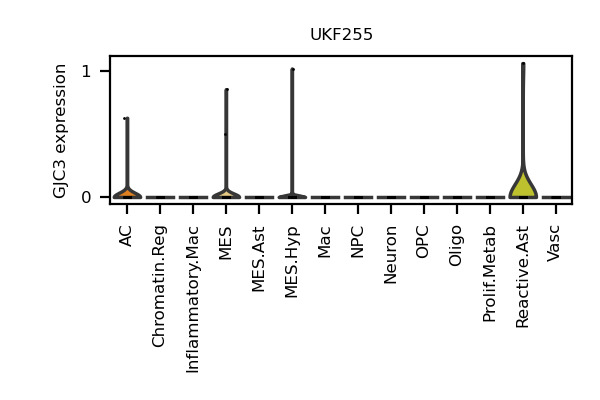 UKF255
GJC3 expression
1
0
AC
Chromatin.Reg
Inflammatory.Mac
MES
MES.Ast
MES.Hyp
Mac
NPC
Neuron
OPC
Oligo
Prolif.Metab
Reactive.Ast
Vasc